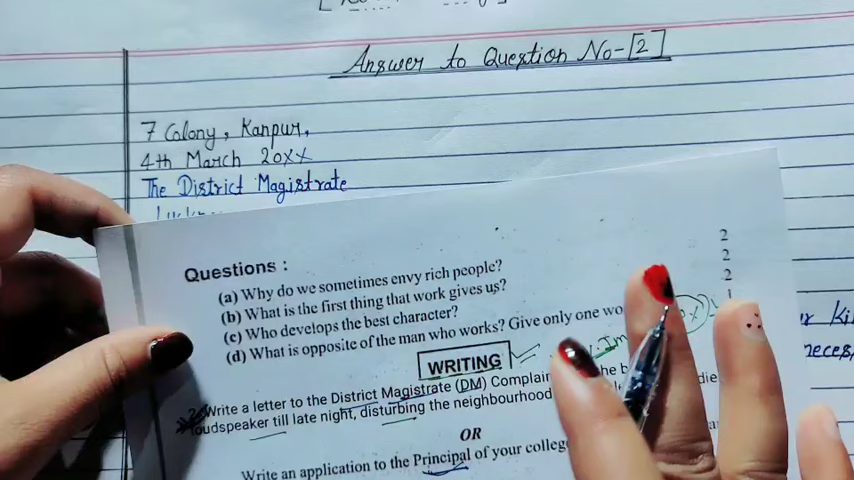 Answer to Question No-[2]
7 Colony, Kanpur,
4th March 20XX
The District Magistrate
Questions :
(a) Why do we sometimes envy rich people? 2
(b) What is the first thing that work gives us? 2
(c) Who develops the best character? 2
(d) What is opposite of the man who works? Give only one
WRITING
2. Write a letter to the District Magistrate (DM)
loudspeaker till late night, disturbing the neighbourhood
OR
Write an application to the Principal of your